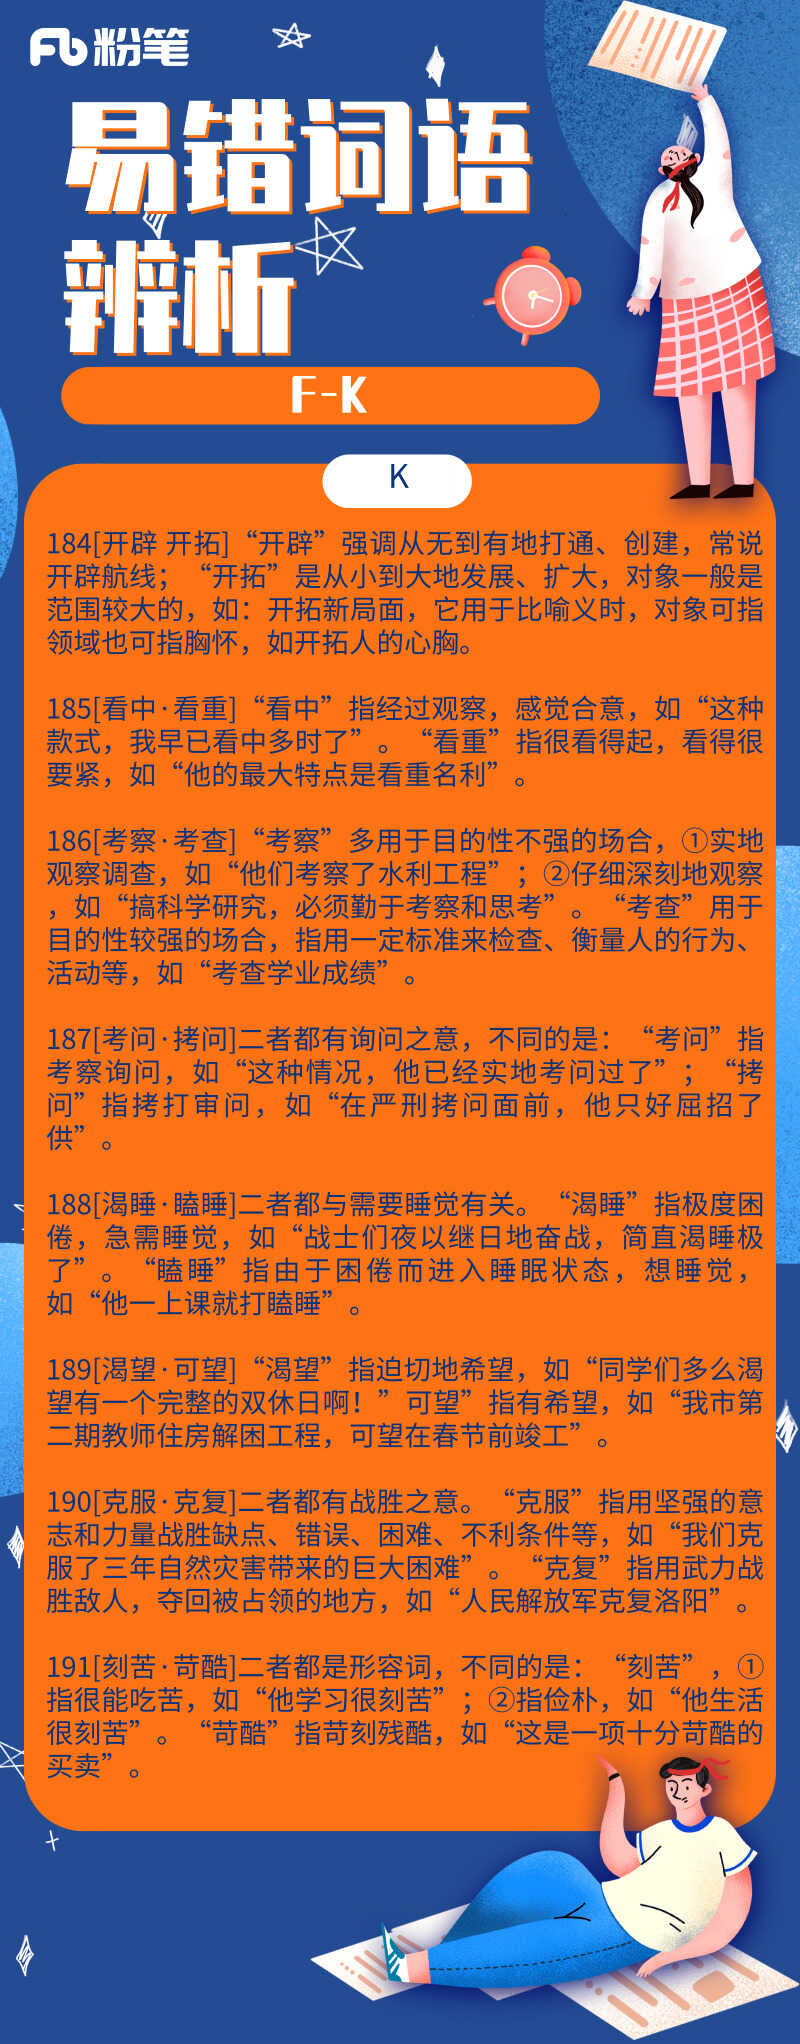 Fb 粉笔
易错词语
辨析
F-K
K
184[开辟 开拓]“开辟”强调从无到有地打通、创建，常说
开辟航线；“开拓”是从小到大地发展、扩大，对象一般是
范围较大的，如：开拓新局面，它用于比喻义时，对象可指
领域也可指胸怀，如开拓人的心胸。
185[看中·看重]“看中”指经过观察，感觉合意，如“这种
款式，我早已看中多时了”。“看重”指很看得起，看得很
要紧，如“他的最大特点是看重名利”。
186[考察·考查]“考察”多用于目的性不强的场合，①实地
观察调查，如“他们考察了水利工程”；②仔细深刻地观察
，如“搞科学研究，必须勤于考察和思考”。“考查”用于
目的性较强的场合，指用一定标准来检查、衡量人的行为、
活动等，如“考查学业成绩”。
187[考问·拷问]二者都有询问之意，不同的是：“考问”指
考察询问，如“这种情况，他已经实地考问过了”；“拷
问”指拷打审问，如“在严刑拷问面前，他只好屈招了
供”。
188[渴睡·瞌睡]二者都与需要睡觉有关。“渴睡”指极度困
倦，急需睡觉，如“战士们夜以继日地奋战，简直渴睡极
了”。“瞌睡”指由于困倦而进入睡眠状态，想睡觉，
如“他一上课就打瞌睡”。
189[渴望·可望]“渴望”指迫切地希望，如“同学们多么渴
望有一个完整的双休日啊！”可望”指有希望，如“我市第
二期教师住房解困工程，可望在春节前竣工”。
190[克服·克复]二者都有战胜之意。“克服”指用坚强的意
志和力量战胜缺点、错误、困难、不利条件等，如“我们克
服了三年自然灾害带来的巨大困难”。“克复”指用武力战
胜敌人，夺回被占领的地方，如“人民解放军克复洛阳”。
191[刻苦·苛酷]二者都是形容词，不同的是：“刻苦”，①
指很能吃苦，如“他学习很刻苦”；②指俭朴，如“他生活
很刻苦”。“苛酷”指苛刻残酷，如“这是一项十分苛酷的
买卖”。